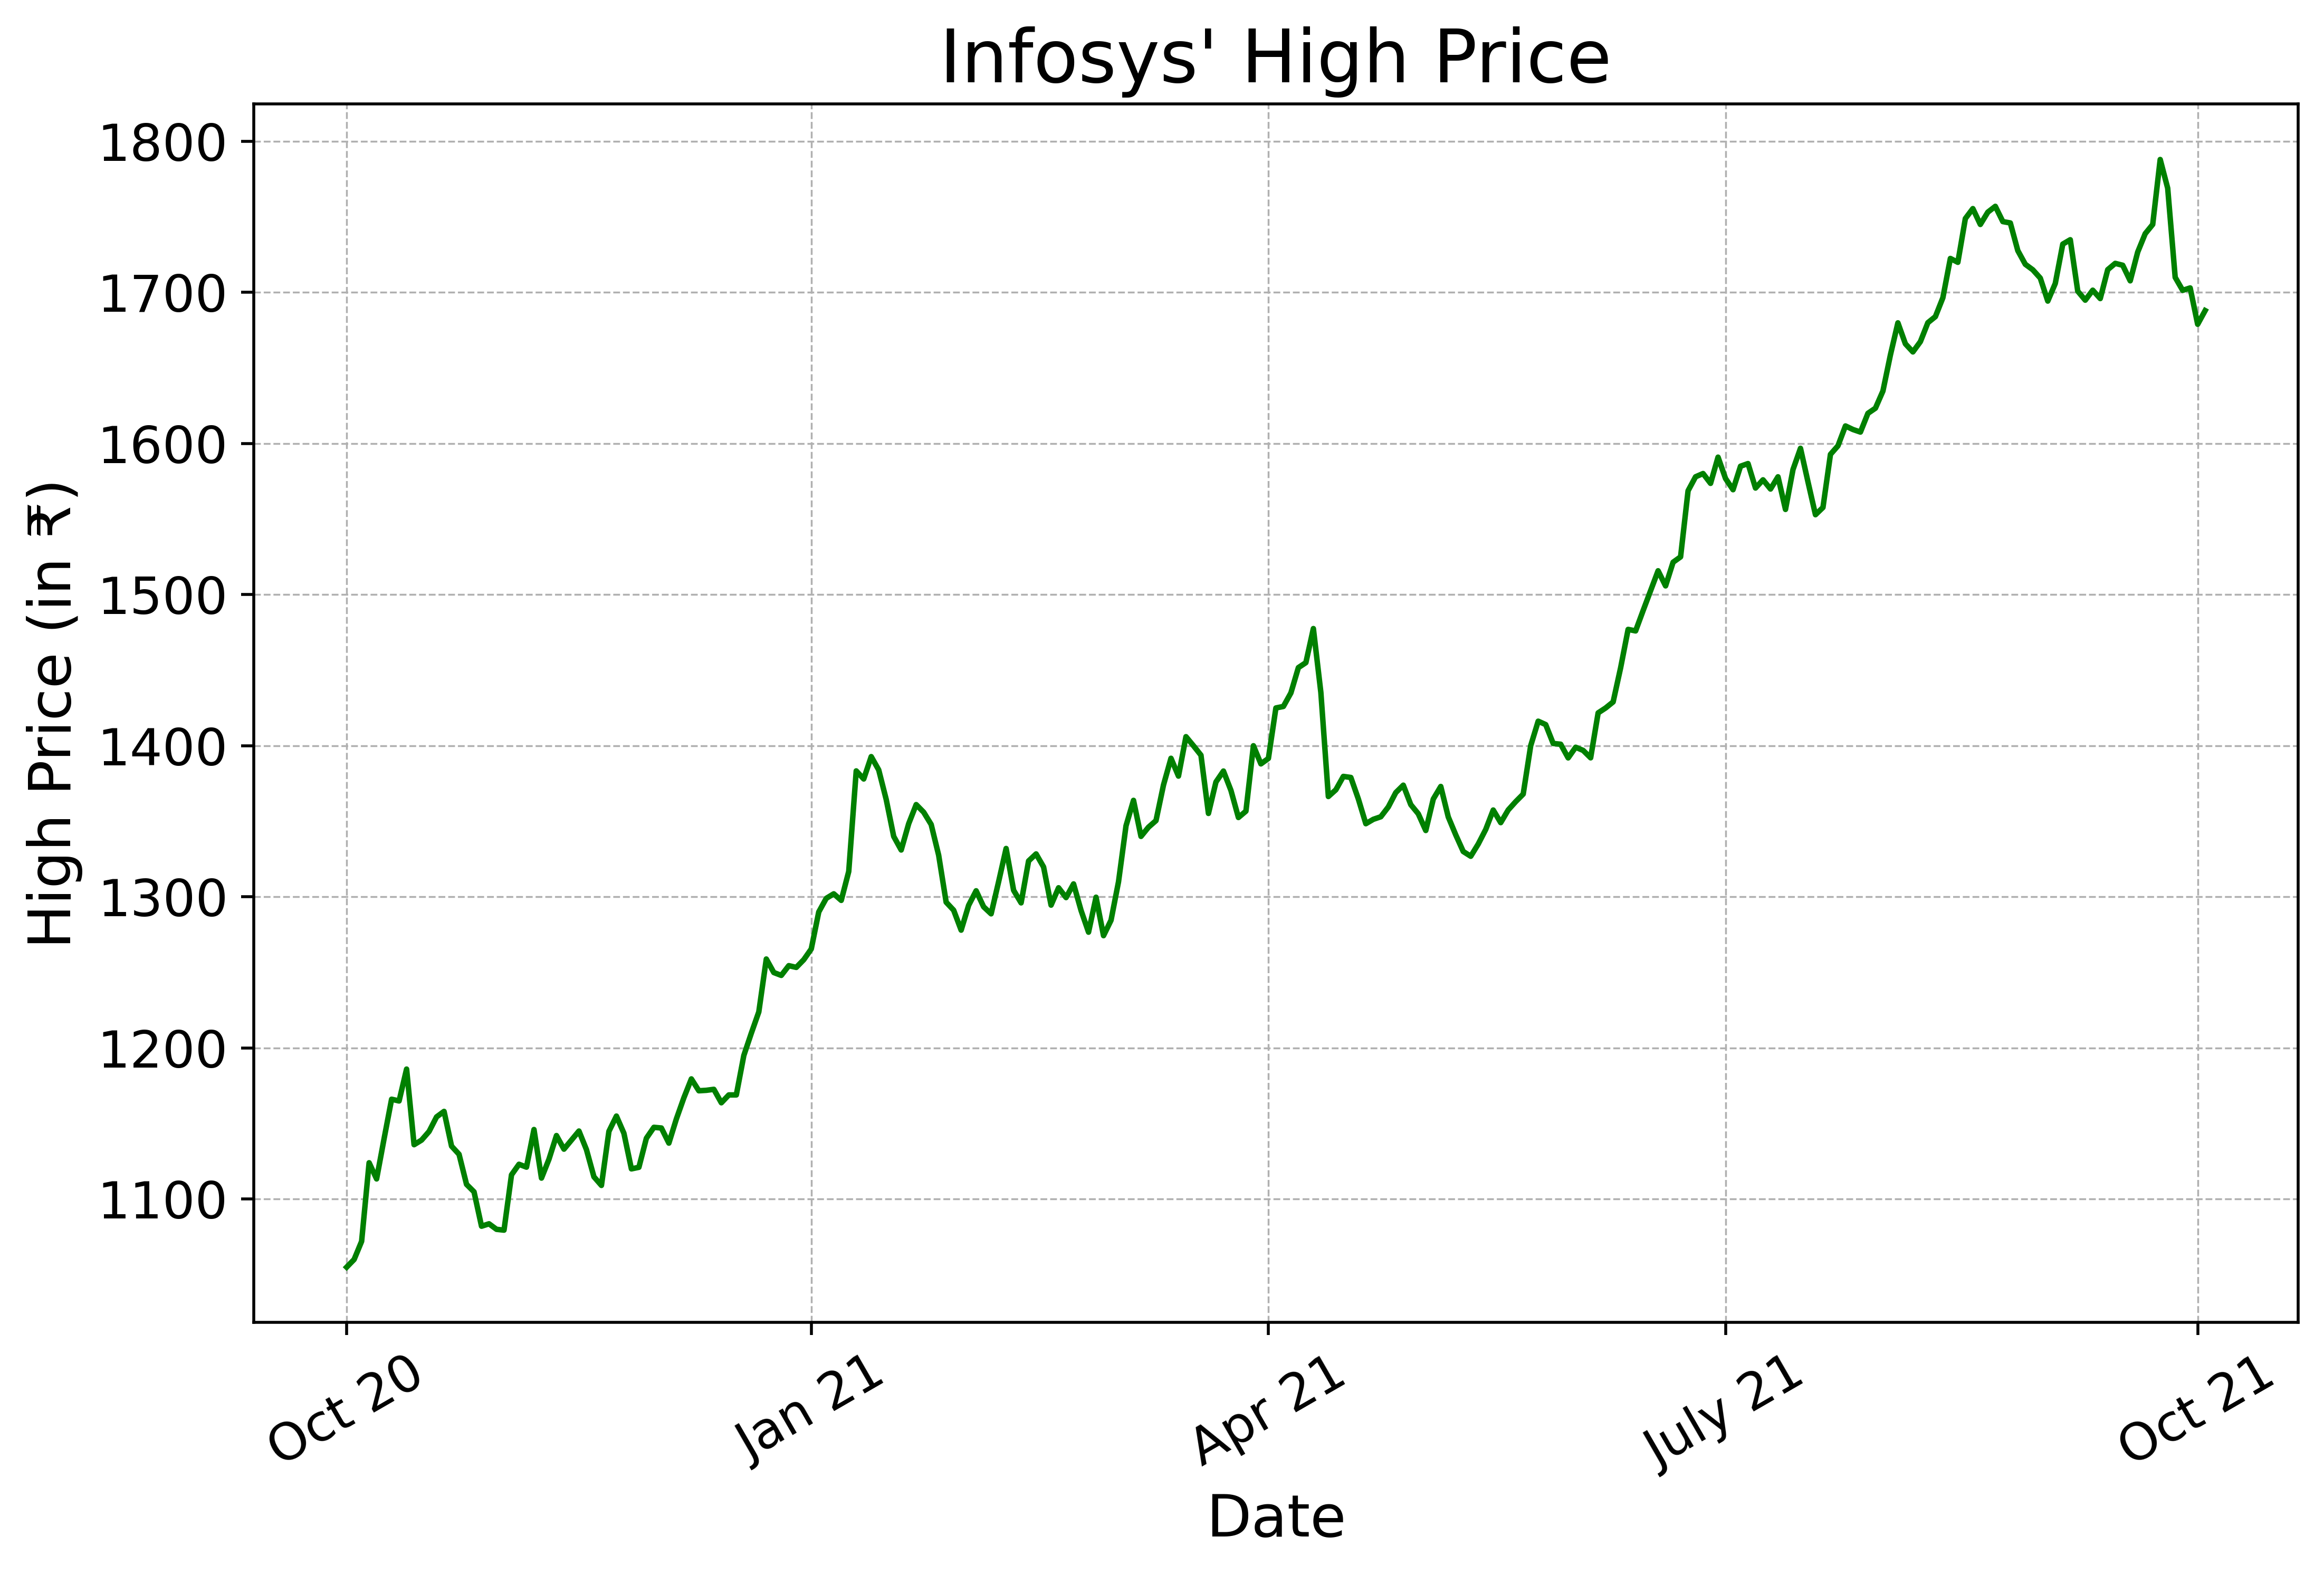 Infosys' High Price
High Price (in ₹)
1800
1700
1600
1500
1400
1300
1200
1100
Oct 20
Jan 21
Apr 21
July 21
Oct 21
Date